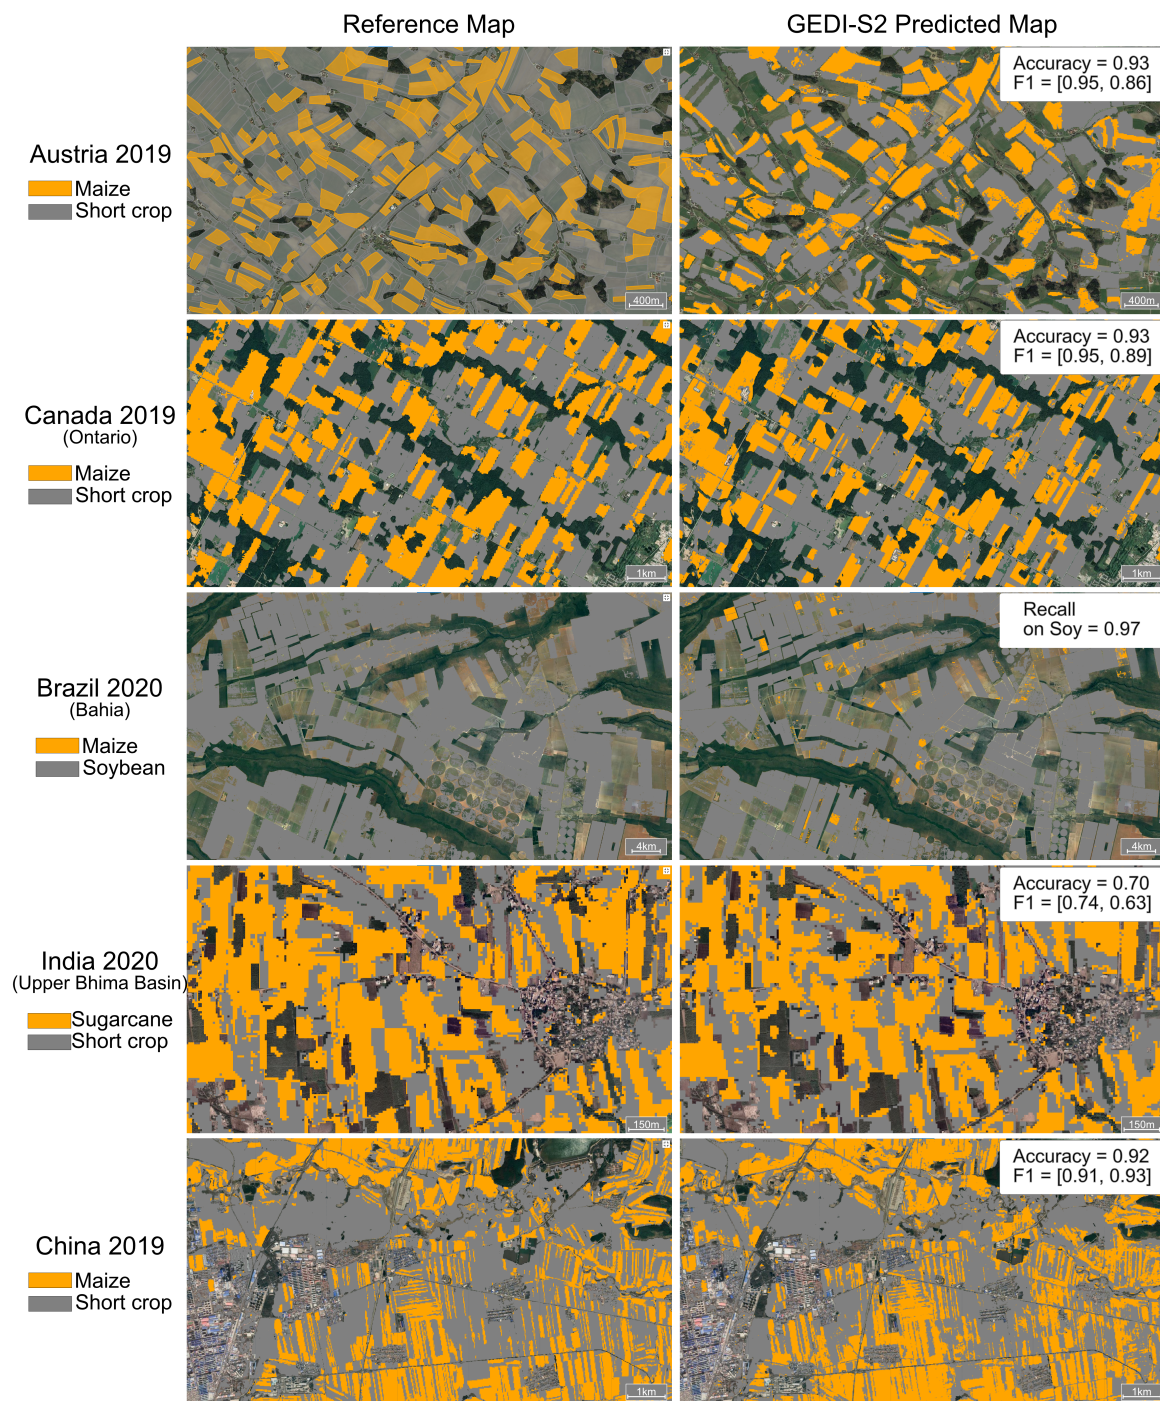 Reference Map
GEDI-S2 Predicted Map
Austria 2019
Maize
Short crop
400m
Accuracy = 0.93
F1 = [0.95, 0.86]
400m
Canada 2019
(Ontario)
Maize
Short crop
1km
Accuracy = 0.93
F1 = [0.95, 0.89]
1km
Brazil 2020
(Bahia)
Maize
Soybean
4km
Recall
on Soy = 0.97
4km
India 2020
(Upper Bhima Basin)
Sugarcane
Short crop
150m
Accuracy = 0.70
F1 = [0.74, 0.63]
150m
China 2019
Maize
Short crop
1km
Accuracy = 0.92
F1 = [0.91, 0.93]
1km